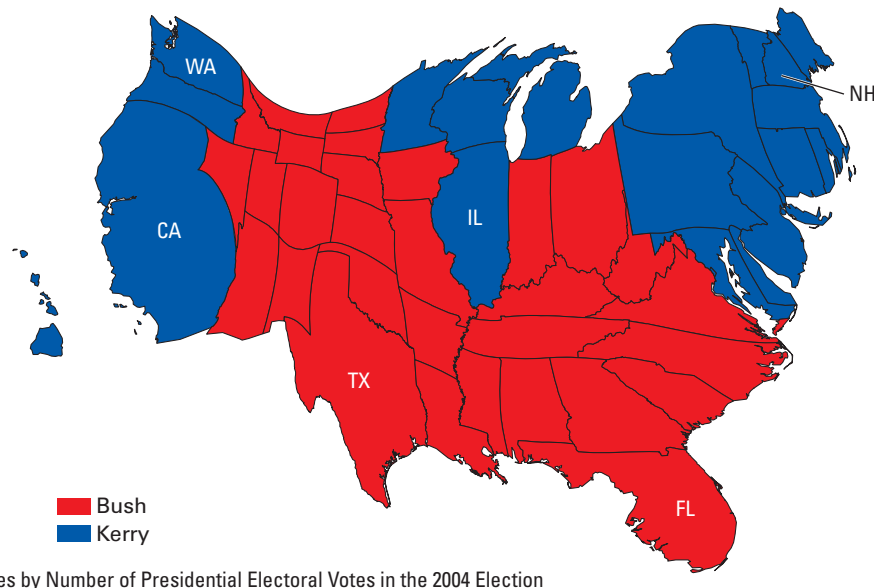 WA
NH
CA
IL
TX
FL
Bush
Kerry
es by Number of Presidential Electoral Votes in the 2004 Election